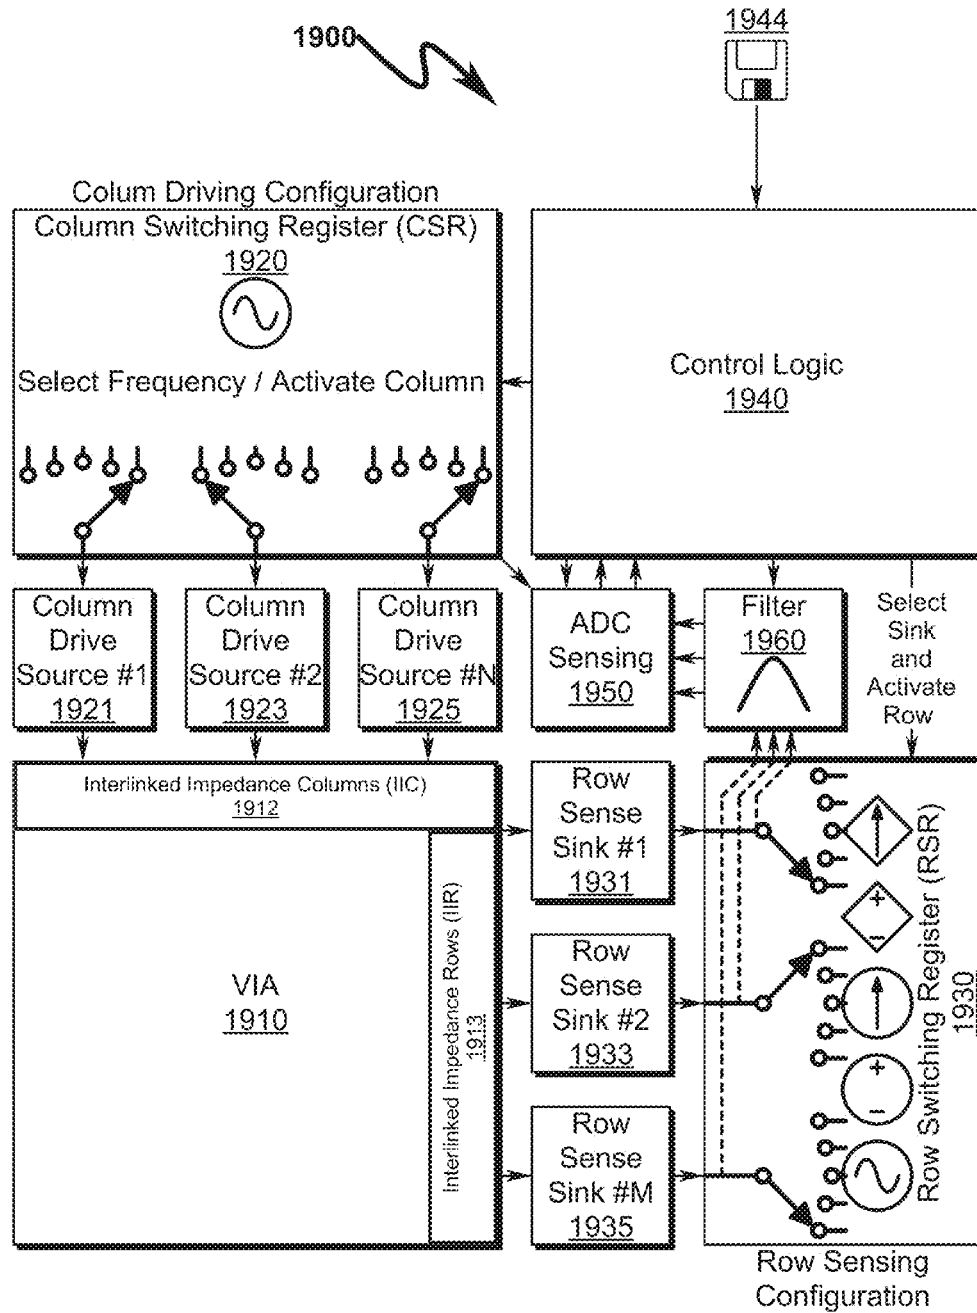 1900
1944
Colum Driving Configuration
Column Switching Register (CSR)
1920
Select Frequency / Activate Column
Control Logic
1940
Column
Drive
Source #1
1921
Column
Drive
Source #2
1923
Column
Drive
Source #N
1925
ADC
Sensing
1950
Filter
1960
Select
Sink
and
Activate
Row
Interlinked Impedance Columns (IIC)
1912
VIA
1910
Interlinked Impedance Rows (IIR)
1913
Row
Sense
Sink #1
1931
Row
Sense
Sink #2
1933
Row
Sense
Sink #M
1935
+
−
+
−
Row Switching Register (RSR)
1930
Row Sensing
Configuration